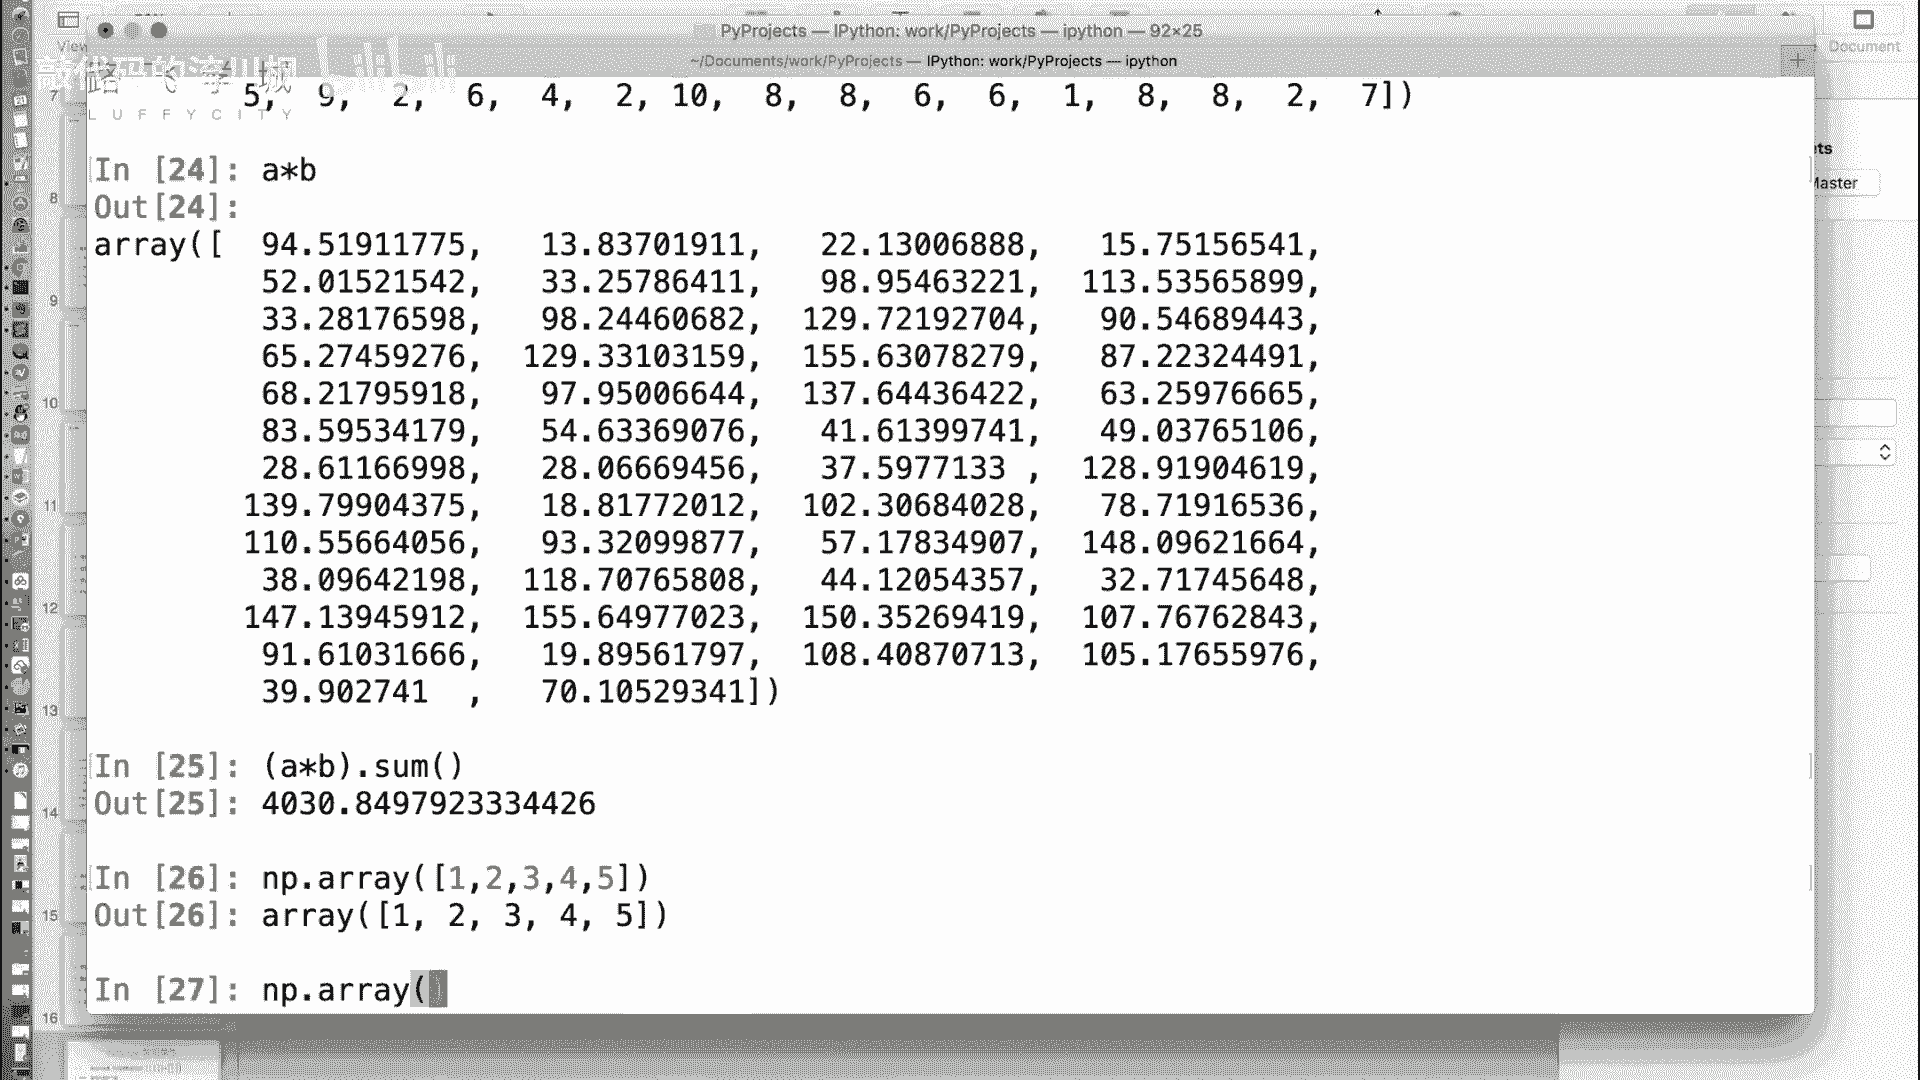 PyProjects — IPython: work/PyProjects — ipython — 92×25
View
Document
~/Documents/work/PyProjects — IPython: work/PyProjects — ipython
LUFFYCITY
5, 9, 2, 6, 4, 2, 10, 8, 8, 6, 6, 1, 8, 8, 2, 7])
In [24]: a*b
Out[24]:
array([ 94.51911775, 13.83701911, 22.13006888, 15.75156541,
52.01521542, 33.25786411, 98.95463221, 113.53565899,
33.28176598, 98.24460682, 129.72192704, 90.54689443,
65.27459276, 129.33103159, 155.63078279, 87.22324491,
68.21795918, 97.95006644, 137.64436422, 63.25976665,
83.59534179, 54.63369076, 41.61399741, 49.03765106,
28.61166998, 28.06669456, 37.5977133 , 128.91904619,
139.79904375, 18.81772012, 102.30684028, 78.71916536,
110.55664056, 93.32099877, 57.17834907, 148.09621664,
38.09642198, 118.70765808, 44.12054357, 32.71745648,
147.13945912, 155.64977023, 150.35269419, 107.76762843,
91.61031666, 19.89561797, 108.40870713, 105.17655976,
39.902741 , 70.10529341])
In [25]: (a*b).sum()
Out[25]: 4030.8497923334426
In [26]: np.array([1,2,3,4,5])
Out[26]: array([1, 2, 3, 4, 5])
In [27]: np.array()
7
8
9
10
11
12
13
14
15
16